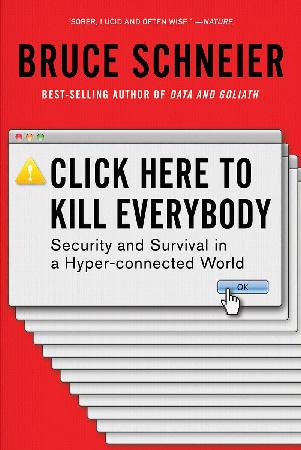 "SOBER, LUCID AND OFTEN WISE." —NATURE
BRUCE SCHNEIER
BEST-SELLING AUTHOR OF DATA AND GOLIATH
CLICK HERE TO
KILL EVERYBODY
Security and Survival in
a Hyper-connected World
OK